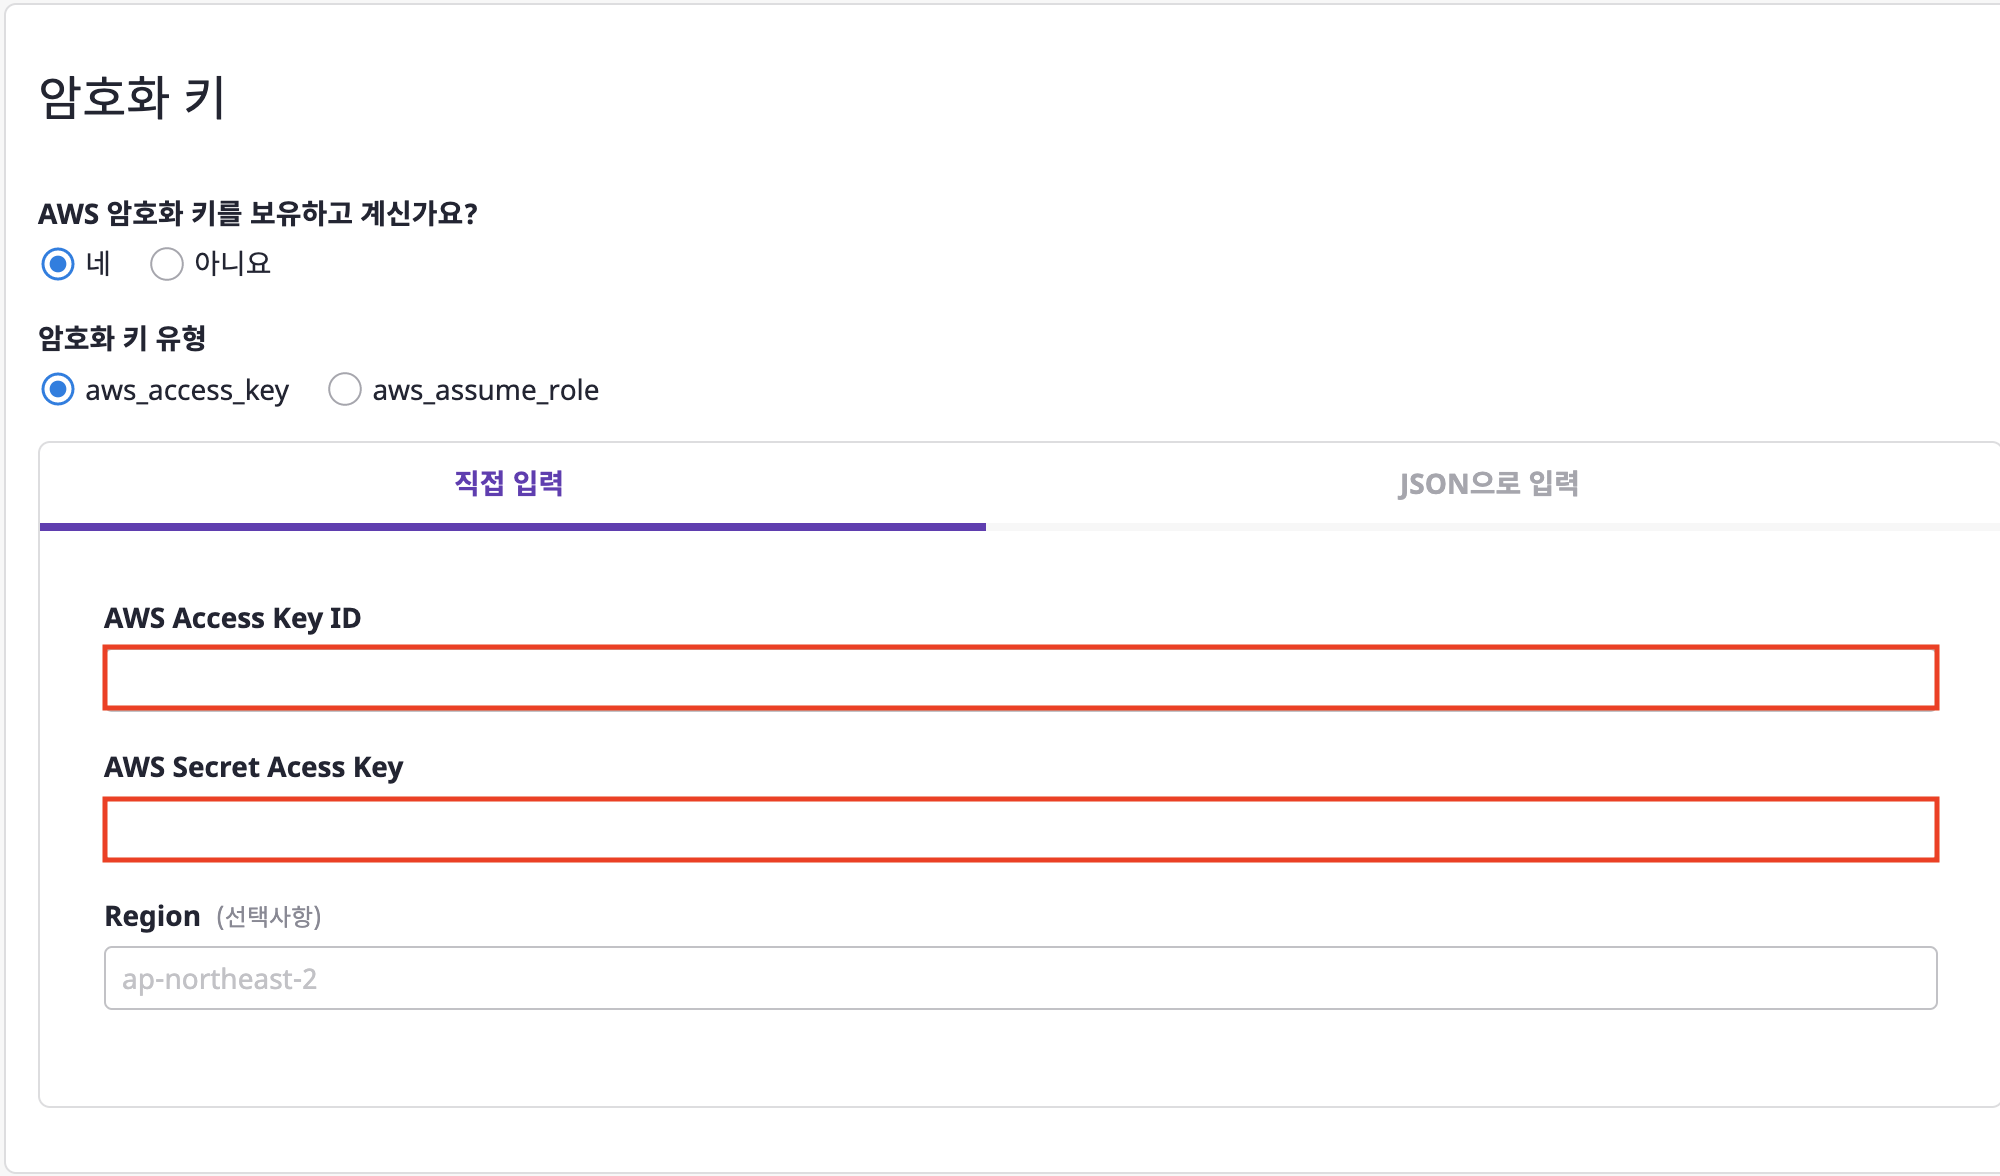 암호화 키
AWS 암호화 키를 보유하고 계신가요?
네 아니요
암호화 키 유형
aws_access_key aws_assume_role
직접 입력 JSON으로 입력
AWS Access Key ID
AWS Secret Acess Key
Region (선택사항)
ap-northeast-2